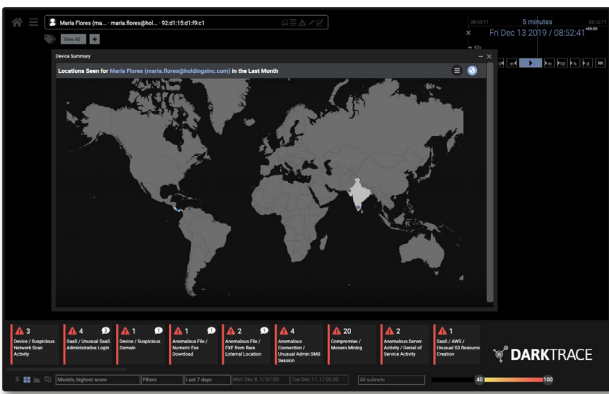 Maria Flores (ma... · maria.flores@hol... · 92:d1:15:d1:f9:c1
5 minutes
Fri Dec 13 2019 / 08:52:41
View All +
Device Summary
Locations Seen for Maria Flores (maria.flores@holdingsinc.com) in the Last Month
3
Device / Suspicious
Network Scan
Activity
4
SaaS / Unusual SaaS
Administrative Login
1
Device / Suspicious
Domain
1
Anomalous File /
Numeric Exe
Download
2
Anomalous File /
EXE from Rare
External Location
4
Anomalous
Connection /
Unusual Admin SMB
Session
20
Compromise /
Monero Mining
2
Anomalous Server
Activity / Denial of
Service Activity
1
SaaS / AWS /
Unusual S3 Resource
Creation
DARKTRACE
Models, highest score
Filters
Last 7 days
All subnets
40
100